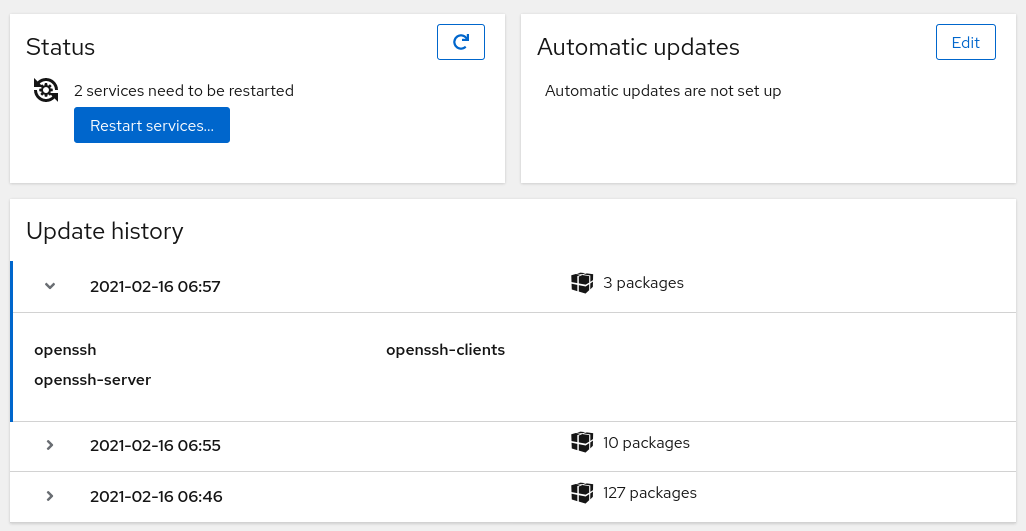 Status
2 services need to be restarted
Restart services...
Automatic updates
Edit
Automatic updates are not set up
Update history
2021-02-16 06:57 3 packages
openssh openssh-clients
openssh-server
2021-02-16 06:55 10 packages
2021-02-16 06:46 127 packages